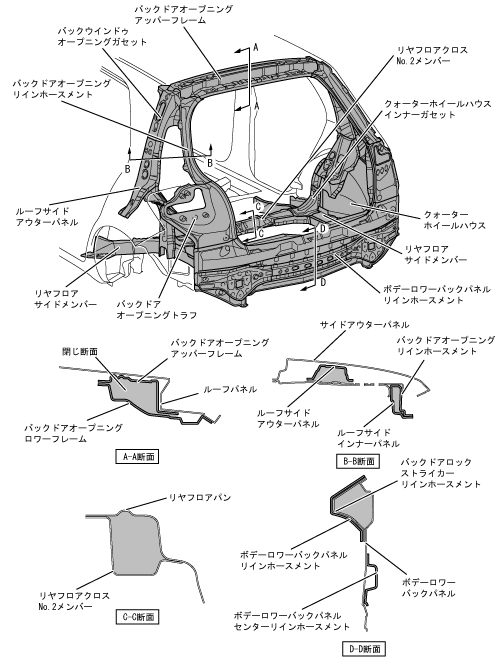 バックドアオープニング
アッパーフレーム
バックウインドゥ
オープニングガセット
A
リヤフロアクロス
No.2メンバー
バックドアオープニング
リインホースメント
クォーターホイールハウス
インナーガセット
A
B
B
ルーフサイド
アウターパネル
C
C
D
D
クォーター
ホイールハウス
リヤフロア
サイドメンバー
リヤフロア
サイドメンバー
バックドア
オープニングトラフ
ボデーロワーバックパネル
リインホースメント
閉じ断面
バックドアオープニング
アッパーフレーム
ルーフパネル
バックドアオープニング
ロワーフレーム
A-A断面
サイドアウターパネル
バックドアオープニング
リインホースメント
ルーフサイド
アウターパネル
ルーフサイド
インナーパネル
B-B断面
リヤフロアパン
リヤフロアクロス
No.2メンバー
C-C断面
バックドアロック
ストライカー
リインホースメント
ボデーロワーバックパネル
リインホースメント
ボデーロワー
バックパネル
ボデーロワーバックパネル
センターリインホースメント
D-D断面